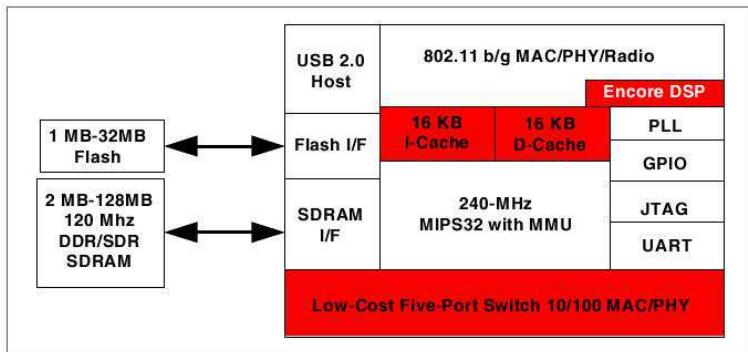 USB 2.0
Host
802.11 b/g MAC/PHY/Radio
Encore DSP
1 MB-32MB
Flash
Flash I/F
16 KB
I-Cache
16 KB
D-Cache
PLL
GPIO
2 MB-128MB
120 Mhz
DDR/SDR
SDRAM
SDRAM
I/F
240-MHz
MIPS32 with MMU
JTAG
UART
Low-Cost Five-Port Switch 10/100 MAC/PHY